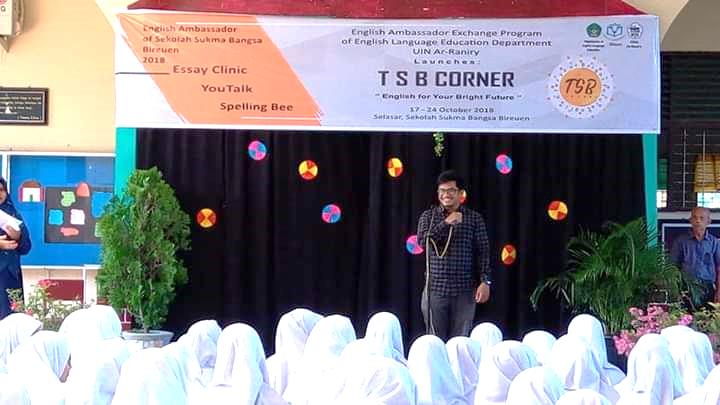 English Ambassador
of Sekolah Sukma Bangsa
Bireuen
2018
Essay Clinic
YouTalk
Spelling Bee
English Ambassador Exchange Program
of English Language Education Department
UIN Ar-Raniry
Launches:
T S B CORNER
" English for Your Bright Future "
17 - 24 October 2018
Selasar, Sekolah Sukma Bangsa Bireuen
TSB